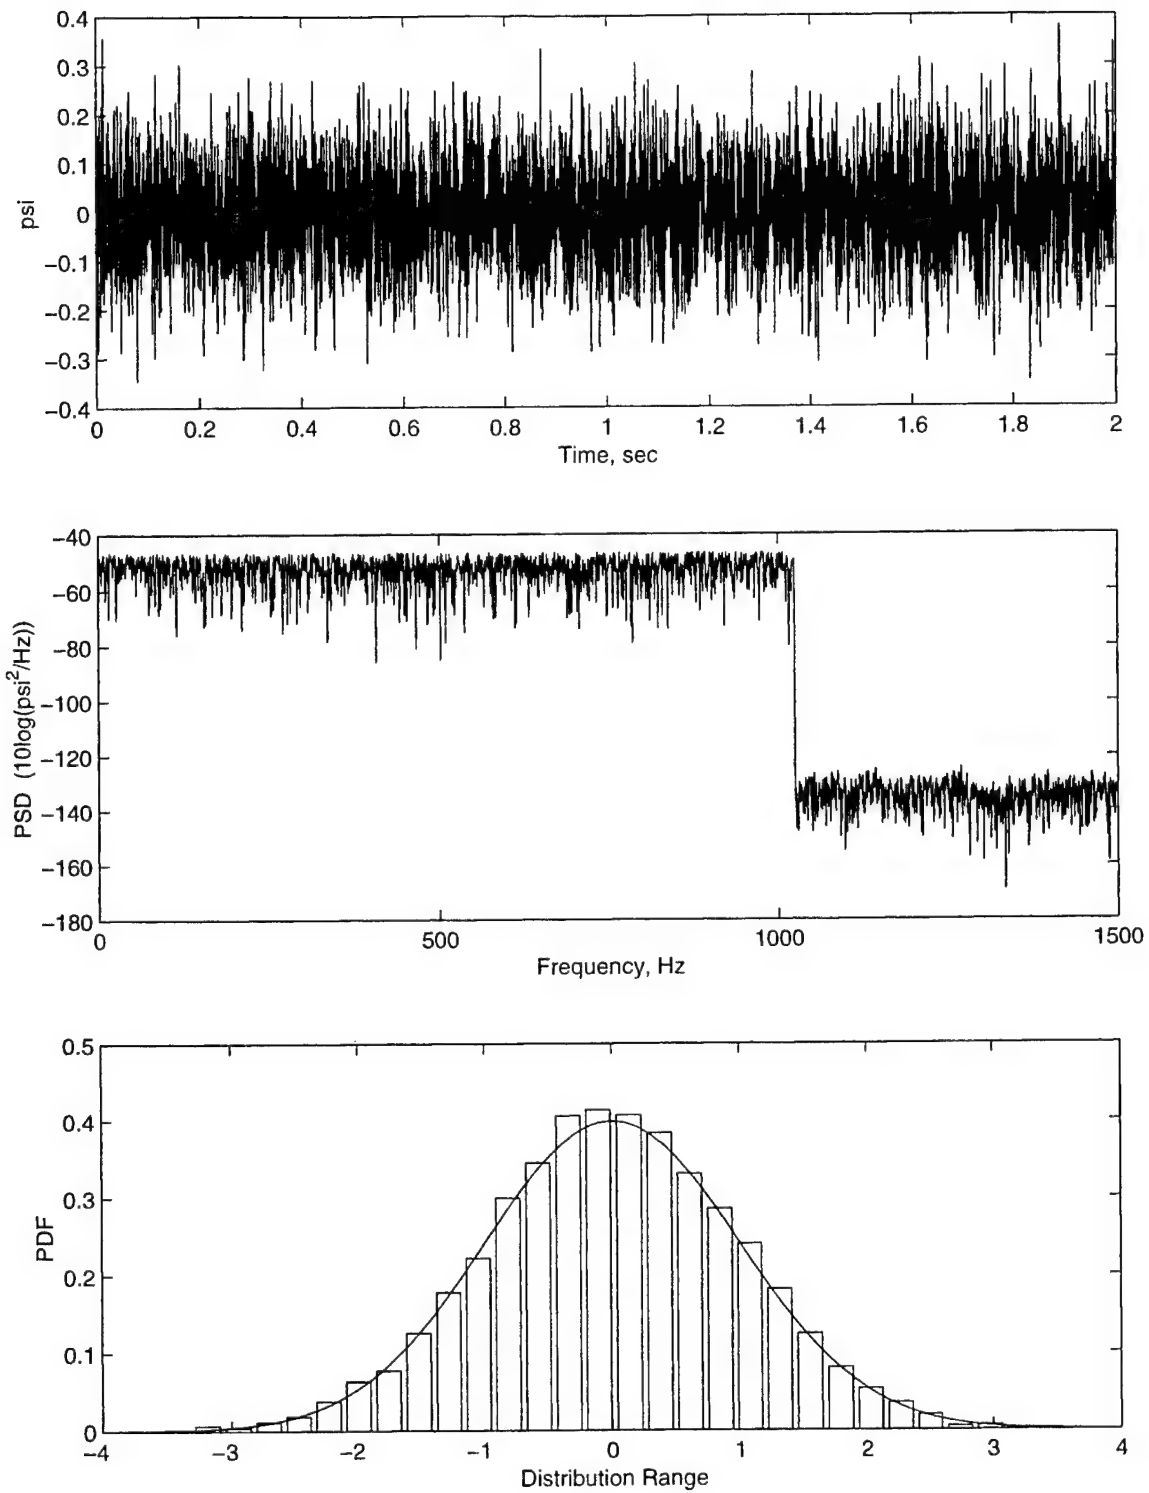 0.4
0.3
0.2
0.1
0
−0.1
−0.2
−0.3
−0.4
psi
0 0.2 0.4 0.6 0.8 1 1.2 1.4 1.6 1.8 2
Time, sec
−40
−60
−80
−100
−120
−140
−160
−180
PSD (10log(psi²/Hz))
0 500 1000 1500
Frequency, Hz
0.5
0.4
0.3
0.2
0.1
0
PDF
−4 −3 −2 −1 0 1 2 3 4
Distribution Range